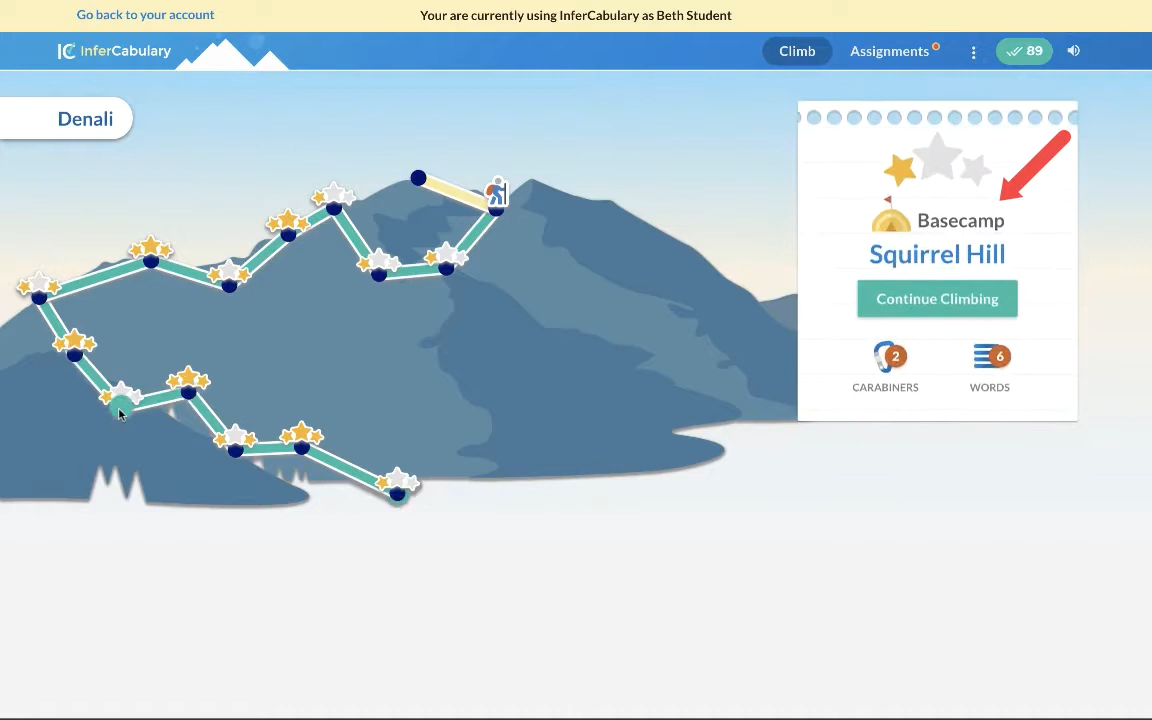 Go back to your account
Your are currently using InferCabulary as Beth Student
IC InferCabulary
Climb
Assignments
89
Denali
Basecamp
Squirrel Hill
Continue Climbing
2
6
CARABINERS
WORDS